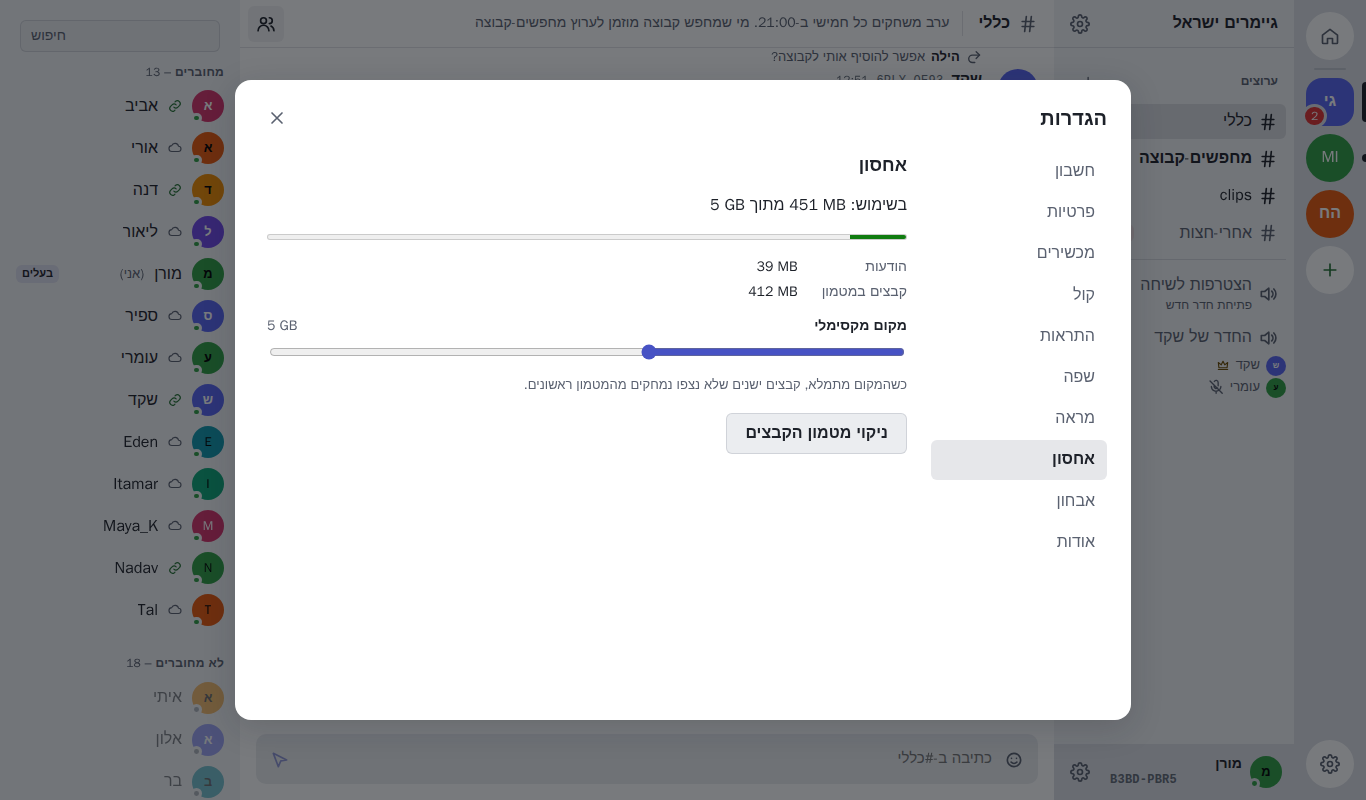 גיימרים ישראל
גי
2
MI
הח
ערוצים
כללי
מחפשים-קבוצה
clips
אחרי-חצות
הצטרפות לשיחה
פתיחת חדר חדש
החדר של שקד
ש
שקד
ע
עומרי
מ
מורן
B3BD-PBR5
כללי
ערב משחקים כל חמישי ב-21:00. מי שמחפש קבוצה מוזמן לערוץ מחפשים-קבוצה
הילה אפשר להוסיף אותי לקבוצה?
הגדרות
חשבון
פרטיות
מכשירים
קול
התראות
שפה
מראה
אחסון
אבחון
אודות
אחסון
בשימוש: 451 MB מתוך 5 GB
הודעות 39 MB
קבצים במטמון 412 MB
מקום מקסימלי 5 GB
כשהמקום מתמלא, קבצים ישנים שלא נצפו נמחקים מהמטמון ראשונים.
ניקוי מטמון הקבצים
כתיבה ב-#כללי
חיפוש
מחוברים – 13
א אביב
א אורי
ד דנה
ל ליאור
מ מורן (אני) בעלים
ס ספיר
ע עומרי
ש שקד
E Eden
I Itamar
M Maya_K
N Nadav
T Tal
לא מחוברים – 18
א איתי
א אלון
ב בר